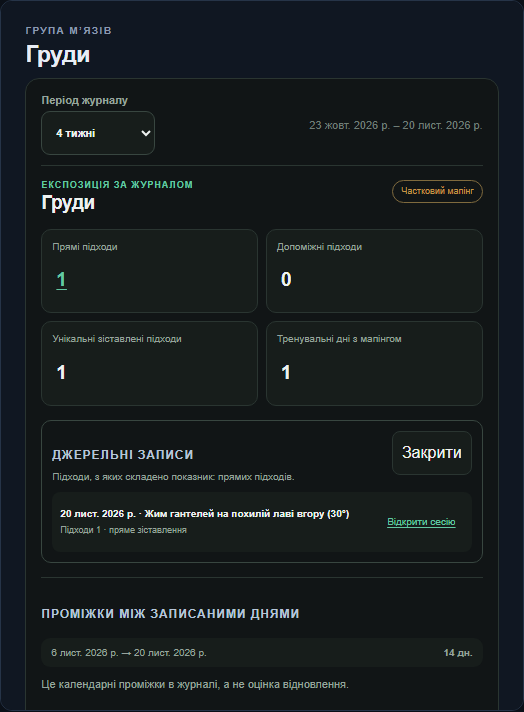 ГРУПА М'ЯЗІВ
Груди
Період журналу
4 тижні
23 жовт. 2026 р. – 20 лист. 2026 р.
ЕКСПОЗИЦІЯ ЗА ЖУРНАЛОМ
Груди
Частковий мапінг
Прямі підходи
1
Допоміжні підходи
0
Унікальні зіставлені підходи
1
Тренувальні дні з мапінгом
1
ДЖЕРЕЛЬНІ ЗАПИСИ
Закрити
Підходи, з яких складено показник: прямих підходів.
20 лист. 2026 р. · Жим гантелей на похилій лаві вгору (30°)
Підходи 1 · пряме зіставлення
Відкрити сесію
ПРОМІЖКИ МІЖ ЗАПИСАНИМИ ДНЯМИ
6 лист. 2026 р. → 20 лист. 2026 р.
14 дн.
Це календарні проміжки в журналі, а не оцінка відновлення.